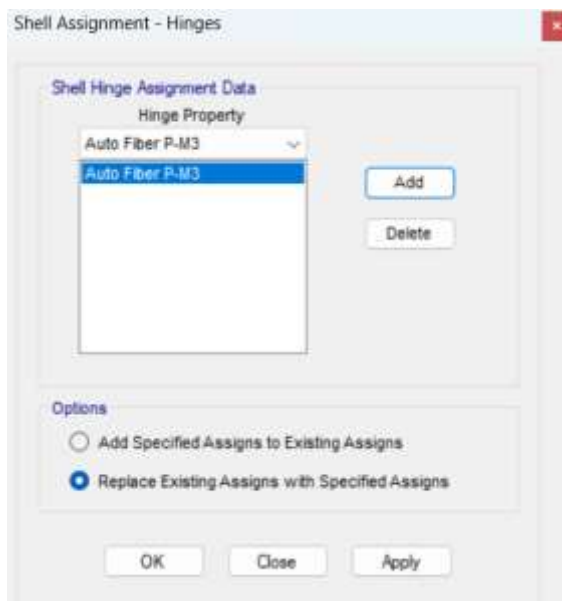 Shell Assignment - Hinges
Shell Hinge Assignment Data
Hinge Property
Auto Fiber P-M3
Auto Fiber P-M3
Add
Delete
Options
Add Specified Assigns to Existing Assigns
Replace Existing Assigns with Specified Assigns
OK Close Apply